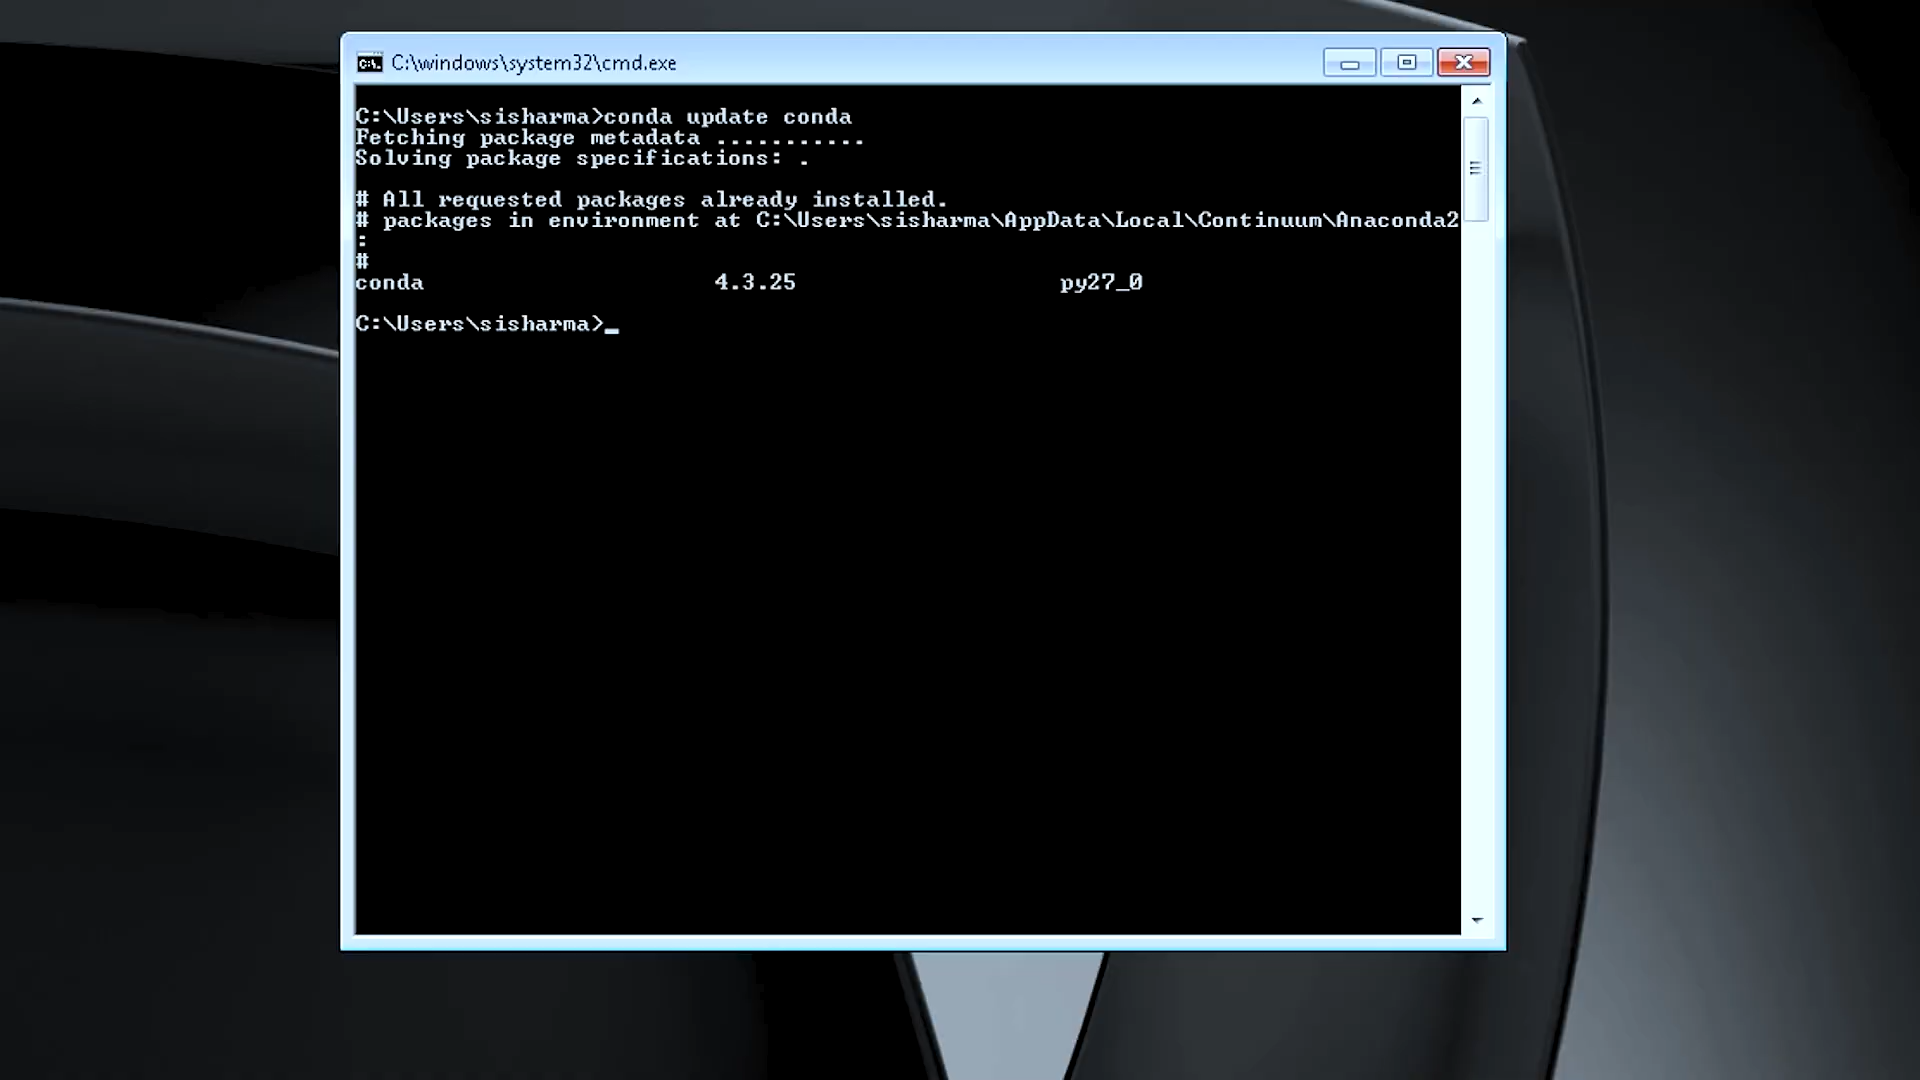 C:\windows\system32\cmd.exe
C:\Users\sisharma>conda update conda
Fetching package metadata ...........
Solving package specifications: .
# All requested packages already installed.
# packages in environment at C:\Users\sisharma\AppData\Local\Continuum\Anaconda2
:
#
conda 4.3.25 py27_0
C:\Users\sisharma>_